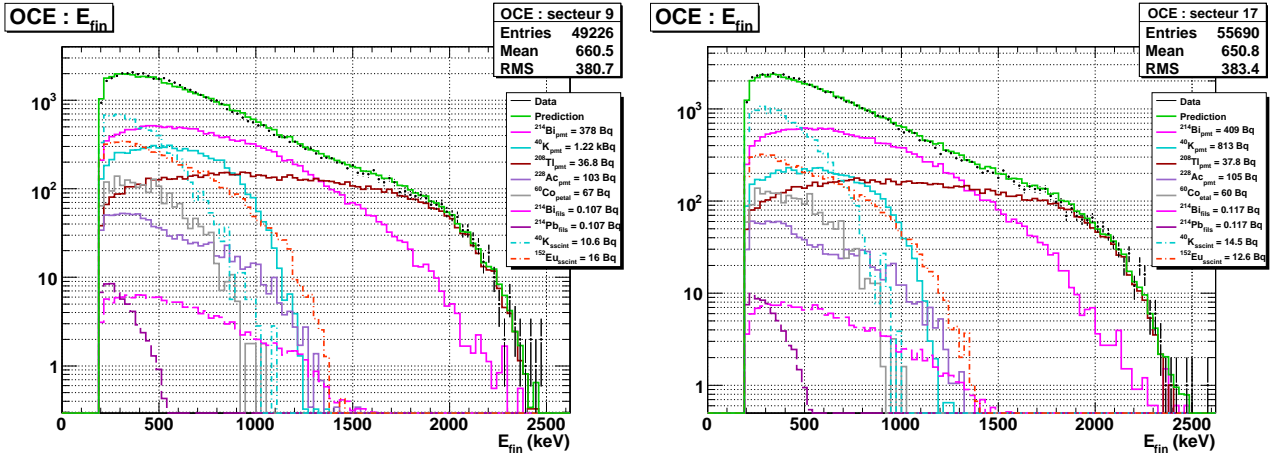 OCE : E_fin
OCE : secteur 9
Entries 49226
Mean 660.5
RMS 380.7
10³
10²
10
1
Data
Prediction
²¹⁴Bi_pmt = 378 Bq
⁴⁰K_pmt = 1.22 kBq
²⁰⁸Tl_pmt = 36.8 Bq
²²⁸Ac_pmt = 103 Bq
⁶⁰Co_petal = 67 Bq
²¹⁴Bi_fils = 0.107 Bq
²¹⁴Pb_fils = 0.107 Bq
⁴⁰K_sscint = 10.6 Bq
¹⁵²Eu_sscint = 16 Bq
0 500 1000 1500 2000 2500
E_fin (keV)
OCE : E_fin
OCE : secteur 17
Entries 55690
Mean 650.8
RMS 383.4
10³
10²
10
1
Data
Prediction
²¹⁴Bi_pmt = 409 Bq
⁴⁰K_pmt = 813 Bq
²⁰⁸Tl_pmt = 37.8 Bq
²²⁸Ac_pmt = 105 Bq
⁶⁰Co_petal = 60 Bq
²¹⁴Bi_fils = 0.117 Bq
²¹⁴Pb_fils = 0.117 Bq
⁴⁰K_sscint = 14.5 Bq
¹⁵²Eu_sscint = 12.6 Bq
0 500 1000 1500 2000 2500
E_fin (keV)